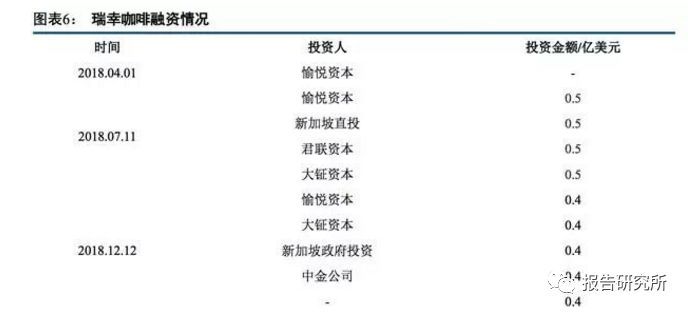 图表6： 瑞幸咖啡融资情况
时间 投资人 投资金额/亿美元
2018.04.01 愉悦资本 -
愉悦资本 0.5
新加坡直投 0.5
2018.07.11
君联资本 0.5
大钲资本 0.5
愉悦资本 0.4
大钲资本 0.4
2018.12.12 新加坡政府投资 0.4
中金公司 0.4
报告研究所
- 0.4